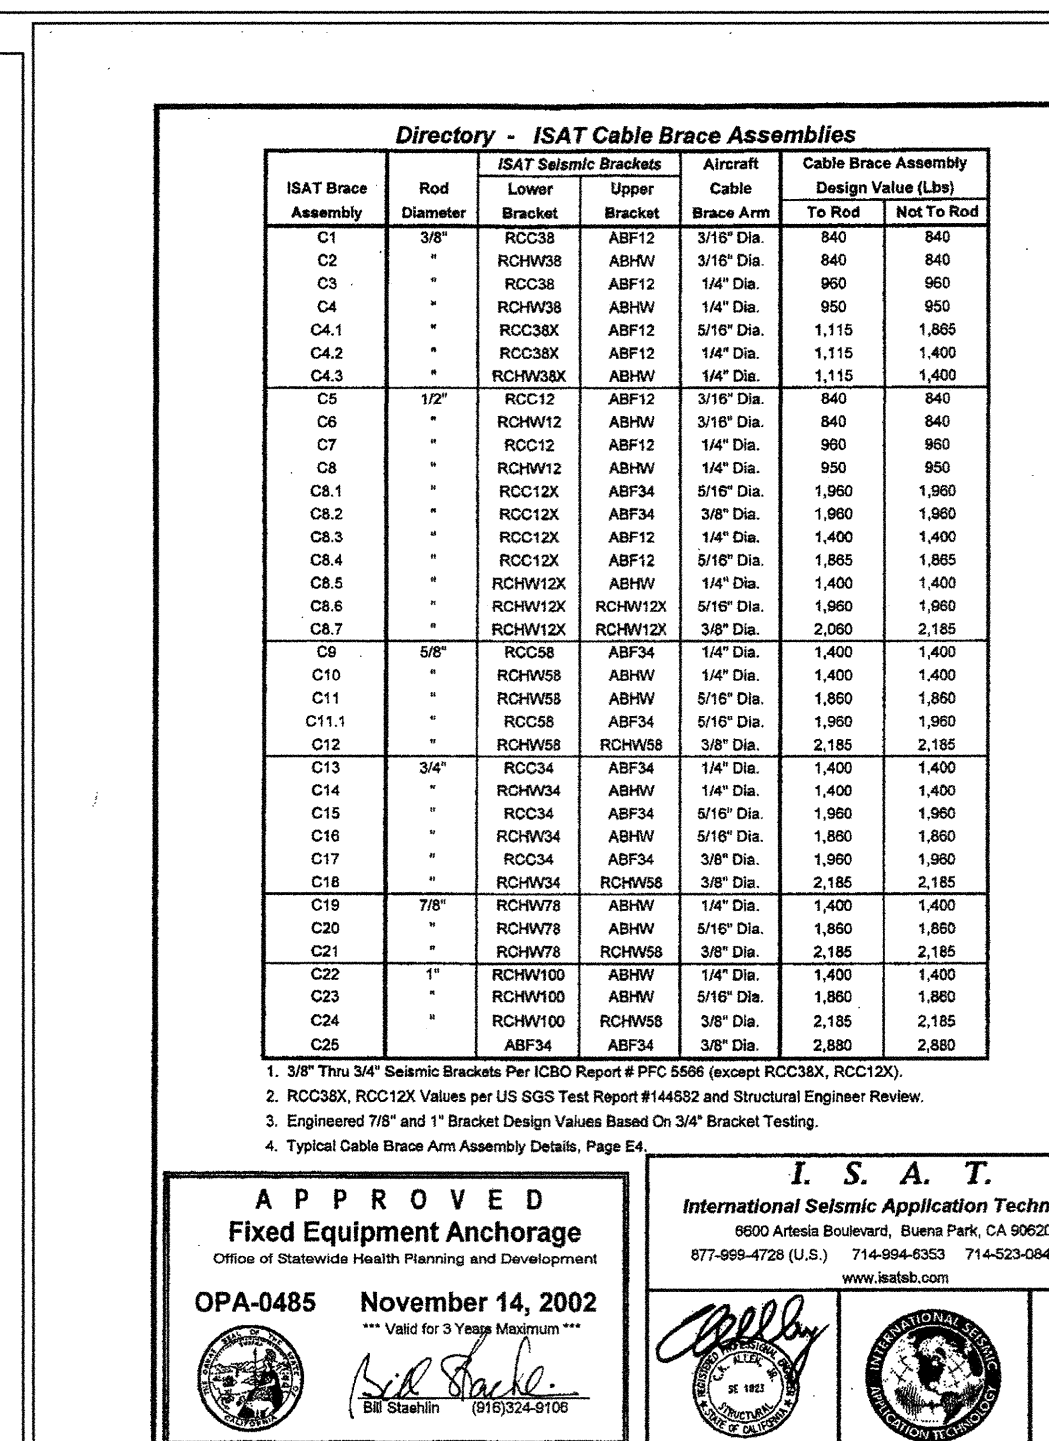 Directory - ISAT Cable Brace Assemblies
ISAT Seismic Brackets Aircraft Cable Brace Assembly
ISAT Brace Rod Lower Upper Cable Design Value (Lbs)
Assembly Diameter Bracket Bracket Brace Arm To Rod Not To Rod
C1 3/8" RCC38 ABF12 3/16" Dia. 840 840
C2 " RCHW38 ABHW 3/16" Dia. 840 840
C3 " RCC38 ABF12 1/4" Dia. 960 960
C4 " RCHW38 ABHW 1/4" Dia. 950 950
C4.1 " RCC38X ABF12 5/16" Dia. 1,115 1,865
C4.2 " RCC38X ABF12 1/4" Dia. 1,115 1,400
C4.3 " RCHW38X ABHW 1/4" Dia. 1,115 1,400
C5 1/2" RCC12 ABF12 3/16" Dia. 840 840
C6 " RCHW12 ABHW 3/16" Dia. 840 840
C7 " RCC12 ABF12 1/4" Dia. 960 960
C8 " RCHW12 ABHW 1/4" Dia. 950 950
C8.1 " RCC12X ABF34 5/16" Dia. 1,960 1,960
C8.2 " RCC12X ABF34 3/8" Dia. 1,960 1,960
C8.3 " RCC12X ABF12 1/4" Dia. 1,400 1,400
C8.4 " RCC12X ABF12 5/16" Dia. 1,865 1,865
C8.5 " RCHW12X ABHW 1/4" Dia. 1,400 1,400
C8.6 " RCHW12X RCHW12X 5/16" Dia. 1,960 1,960
C8.7 " RCHW12X RCHW12X 3/8" Dia. 2,060 2,185
C9 5/8" RCC58 ABF34 1/4" Dia. 1,400 1,400
C10 " RCHW58 ABHW 1/4" Dia. 1,400 1,400
C11 " RCHW58 ABHW 5/16" Dia. 1,860 1,860
C11.1 " RCC58 ABF34 5/16" Dia. 1,960 1,960
C12 " RCHW58 RCHW58 3/8" Dia. 2,185 2,185
C13 3/4" RCC34 ABF34 1/4" Dia. 1,400 1,400
C14 " RCHW34 ABHW 1/4" Dia. 1,400 1,400
C15 " RCC34 ABF34 5/16" Dia. 1,960 1,960
C16 " RCHW34 ABHW 5/16" Dia. 1,860 1,860
C17 " RCC34 ABF34 3/8" Dia. 1,960 1,960
C18 " RCHW34 RCHW58 3/8" Dia. 2,185 2,185
C19 7/8" RCHW78 ABHW 1/4" Dia. 1,400 1,400
C20 " RCHW78 ABHW 5/16" Dia. 1,860 1,860
C21 " RCHW78 RCHW58 3/8" Dia. 2,185 2,185
C22 1" RCHW100 ABHW 1/4" Dia. 1,400 1,400
C23 " RCHW100 ABHW 5/16" Dia. 1,860 1,860
C24 " RCHW100 RCHW58 3/8" Dia. 2,185 2,185
C25 ABF34 ABF34 3/8" Dia. 2,880 2,880
1. 3/8" Thru 3/4" Seismic Brackets Per ICBO Report # PFC 5566 (except RCC38X, RCC12X).
2. RCC38X, RCC12X Values per US SGS Test Report #144682 and Structural Engineer Review.
3. Engineered 7/8" and 1" Bracket Design Values Based On 3/4" Bracket Testing.
4. Typical Cable Brace Arm Assembly Details, Page E4.
APPROVED
Fixed Equipment Anchorage
Office of Statewide Health Planning and Development
OPA-0485 November 14, 2002
*** Valid for 3 Years Maximum ***
Bill Staehlin (916)324-9106
I. S. A. T.
International Seismic Application Techn
6600 Artesia Boulevard, Buena Park, CA 90620
877-999-4728 (U.S.) 714-994-6353 714-523-084
www.isatsb.com
REGISTERED PROFESSIONAL ENGINEER
C.K. ALLEN, JR.
SE 1823
STRUCTURAL
STATE OF CALIFORNIA
INTERNATIONAL SEISMIC
APPLICATION TECHNOLOGY